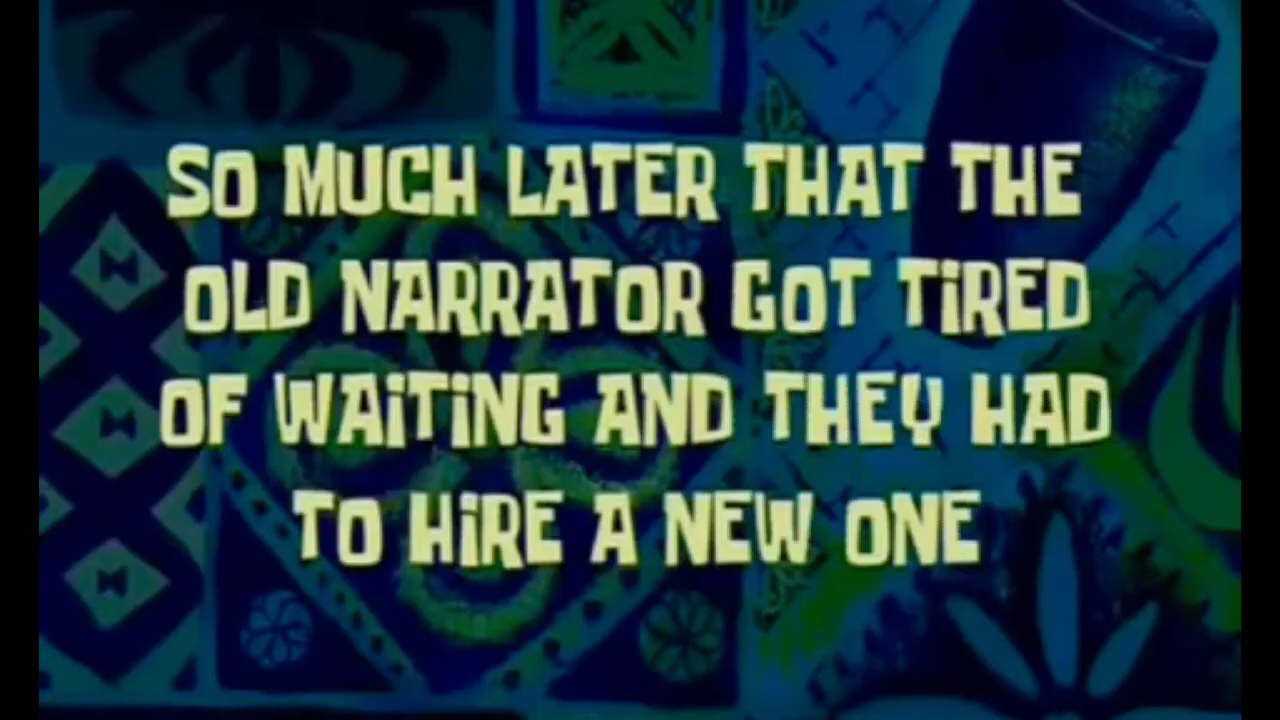 SO MUCH LATER THAT THE
OLD NARRATOR GOT TiRED
OF WAiTiNG AND THEY HAD
TO HiRE A NEW ONE